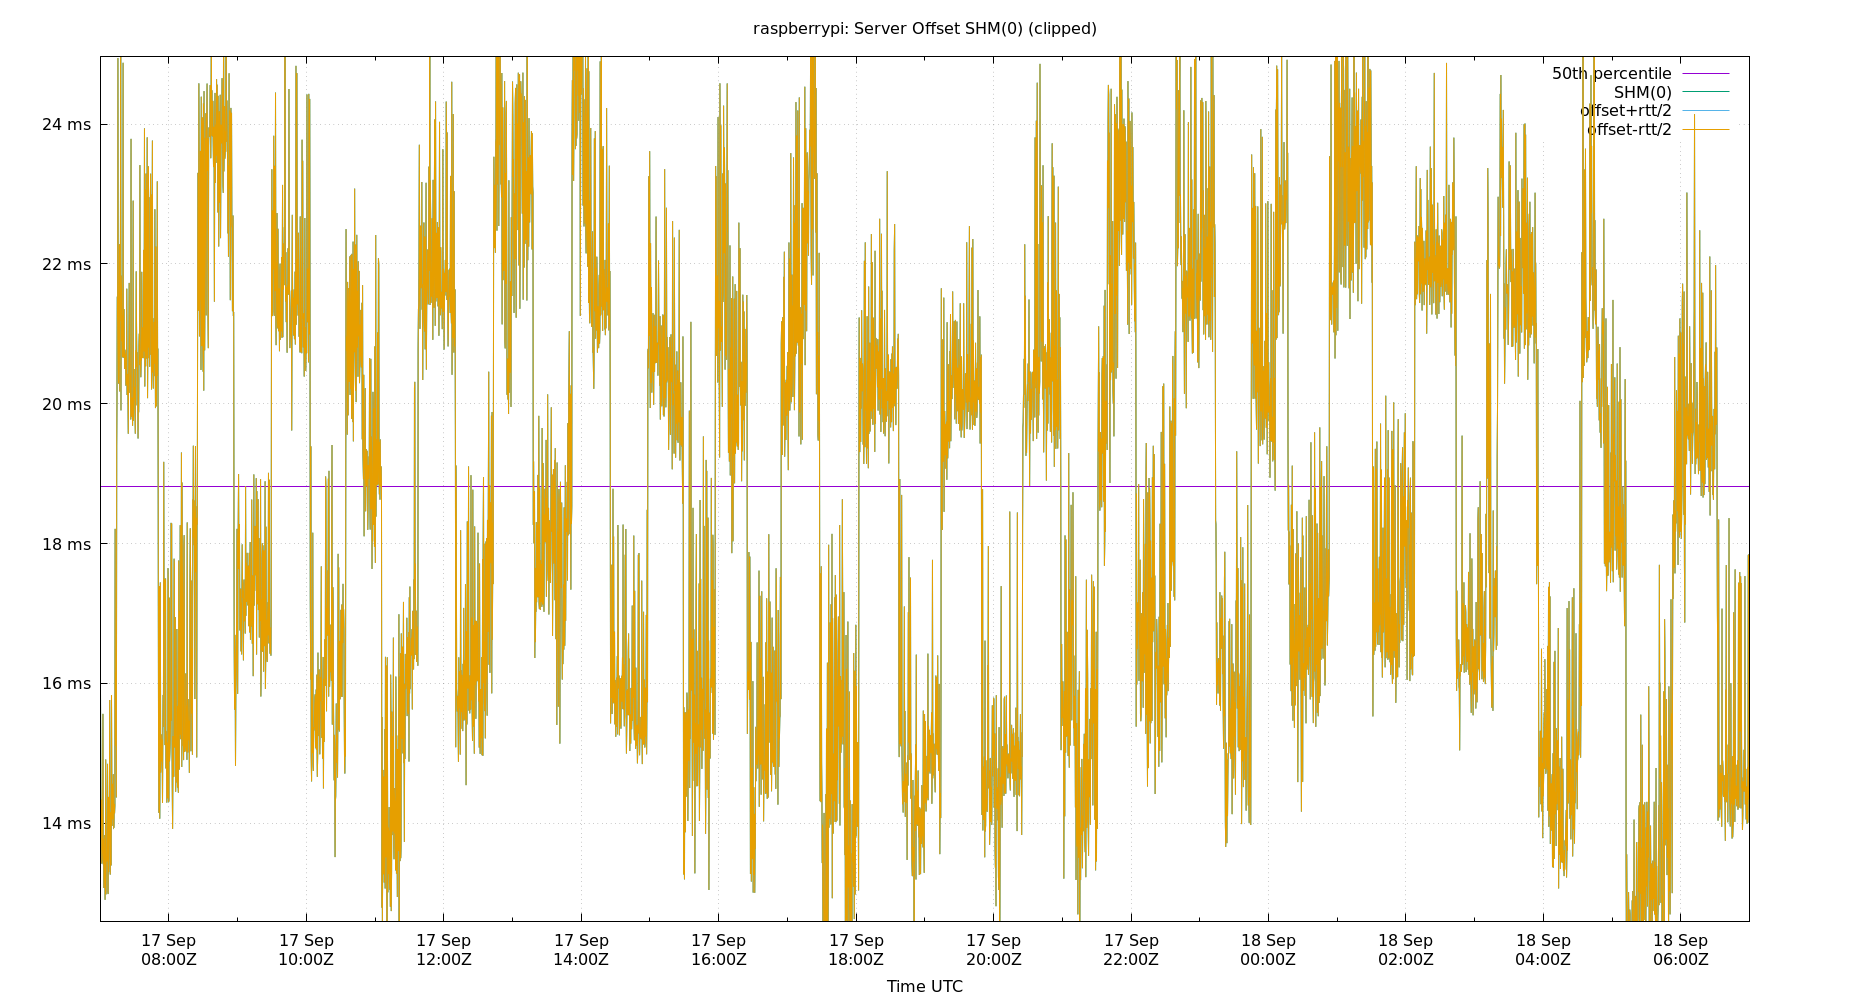 raspberrypi: Server Offset SHM(0) (clipped)
50th percentile
SHM(0)
offset+rtt/2
offset-rtt/2
24 ms
22 ms
20 ms
18 ms
16 ms
14 ms
17 Sep 17 Sep 17 Sep 17 Sep 17 Sep 17 Sep 17 Sep 17 Sep 18 Sep 18 Sep 18 Sep 18 Sep
08:00Z 10:00Z 12:00Z 14:00Z 16:00Z 18:00Z 20:00Z 22:00Z 00:00Z 02:00Z 04:00Z 06:00Z
Time UTC